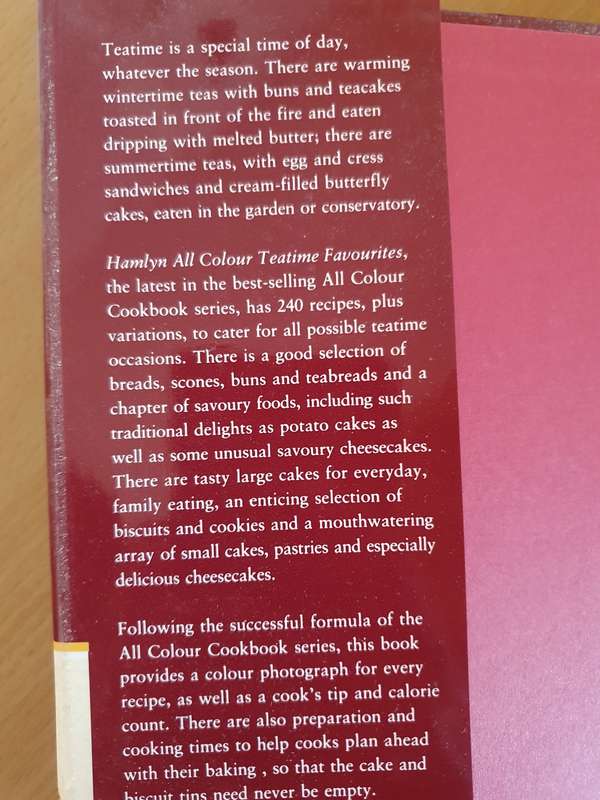 Teatime is a special time of day,
whatever the season. There are warming
wintertime teas with buns and teacakes
toasted in front of the fire and eaten
dripping with melted butter; there are
summertime teas, with egg and cress
sandwiches and cream-filled butterfly
cakes, eaten in the garden or conservatory.
Hamlyn All Colour Teatime Favourites,
the latest in the best-selling All Colour
Cookbook series, has 240 recipes, plus
variations, to cater for all possible teatime
occasions. There is a good selection of
breads, scones, buns and teabreads and a
chapter of savoury foods, including such
traditional delights as potato cakes as
well as some unusual savoury cheesecakes.
There are tasty large cakes for everyday,
family eating, an enticing selection of
biscuits and cookies and a mouthwatering
array of small cakes, pastries and especially
delicious cheesecakes.
Following the successful formula of the
All Colour Cookbook series, this book
provides a colour photograph for every
recipe, as well as a cook's tip and calorie
count. There are also preparation and
cooking times to help cooks plan ahead
with their baking , so that the cake and
biscuit tins need never be empty.